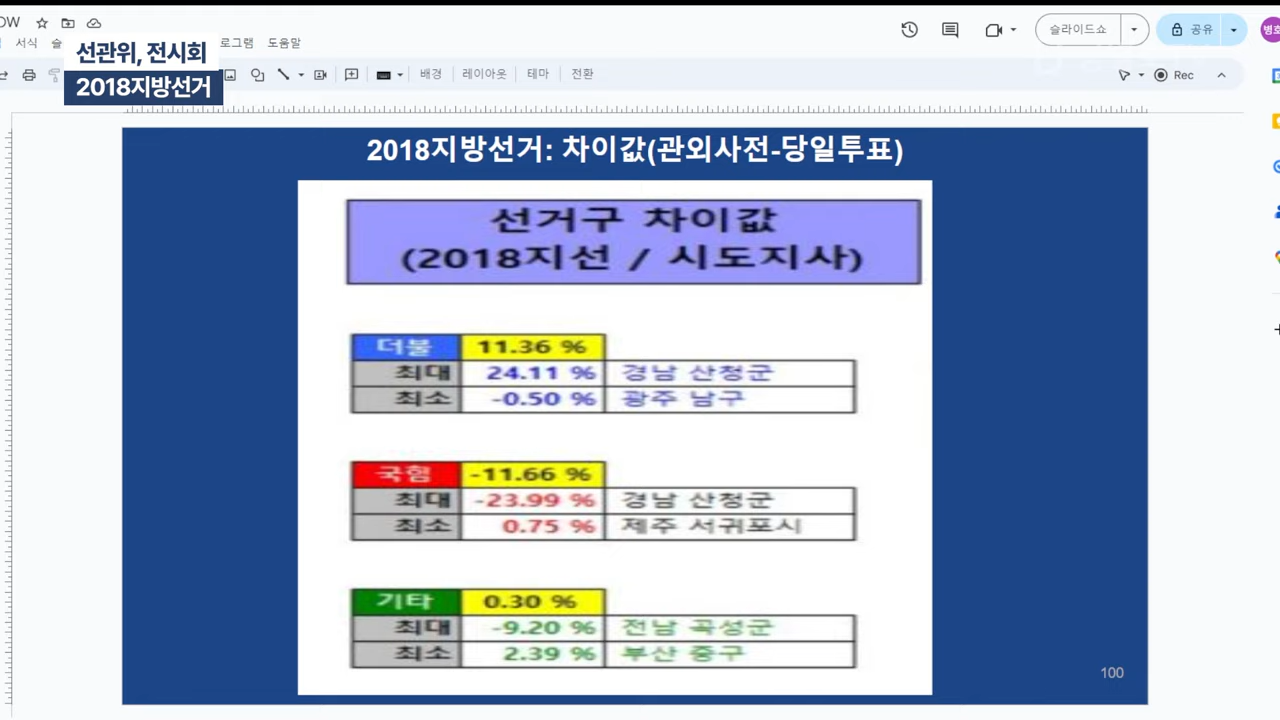 OW
슬라이드쇼
공유
병호
서식
슬
로그램
도움말
선관위, 전시회
2018지방선거
배경
레이아웃
테마
전환
Rec
2018지방선거: 차이값(관외사전-당일투표)
선거구 차이값
(2018지선 / 시도지사)
더불 11.36 %
최대 24.11 % 경남 산청군
최소 -0.50 % 광주 남구
국힘 -11.66 %
최대 -23.99 % 경남 산청군
최소 0.75 % 제주 서귀포시
기타 0.30 %
최대 -9.20 % 전남 곡성군
최소 2.39 % 부산 중구
100